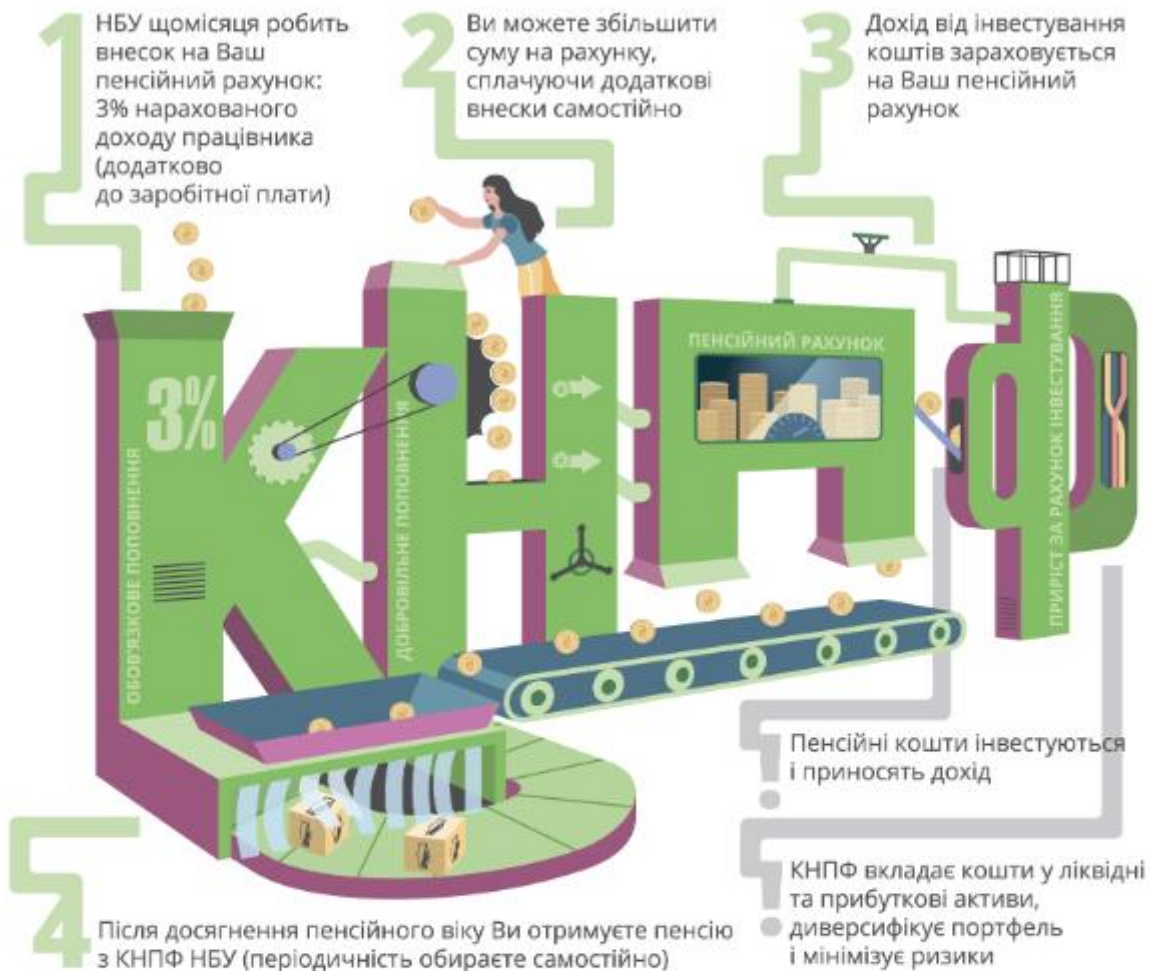 1
НБУ щомісяця робить
внесок на Ваш
пенсійний рахунок:
3% нарахованого
доходу працівника
(додатково
до заробітної плати)
2
Ви можете збільшити
суму на рахунку,
сплачуючи додаткові
внески самостійно
3
Дохід від інвестування
коштів зараховується
на Ваш пенсійний
рахунок
КНПФ
3%
ОБОВ'ЯЗКОВЕ ПОПОВНЕННЯ
ДОБРОВІЛЬНЕ ПОПОВНЕННЯ
ПЕНСІЙНИЙ РАХУНОК
ПРИРІСТ ЗА РАХУНОК ІНВЕСТУВАННЯ
!
Пенсійні кошти інвестуються
і приносять дохід
!
КНПФ вкладає кошти у ліквідні
та прибуткові активи,
диверсифікує портфель
і мінімізує ризики
4
Після досягнення пенсійного віку Ви отримуєте пенсію
з КНПФ НБУ (періодичність обираєте самостійно)